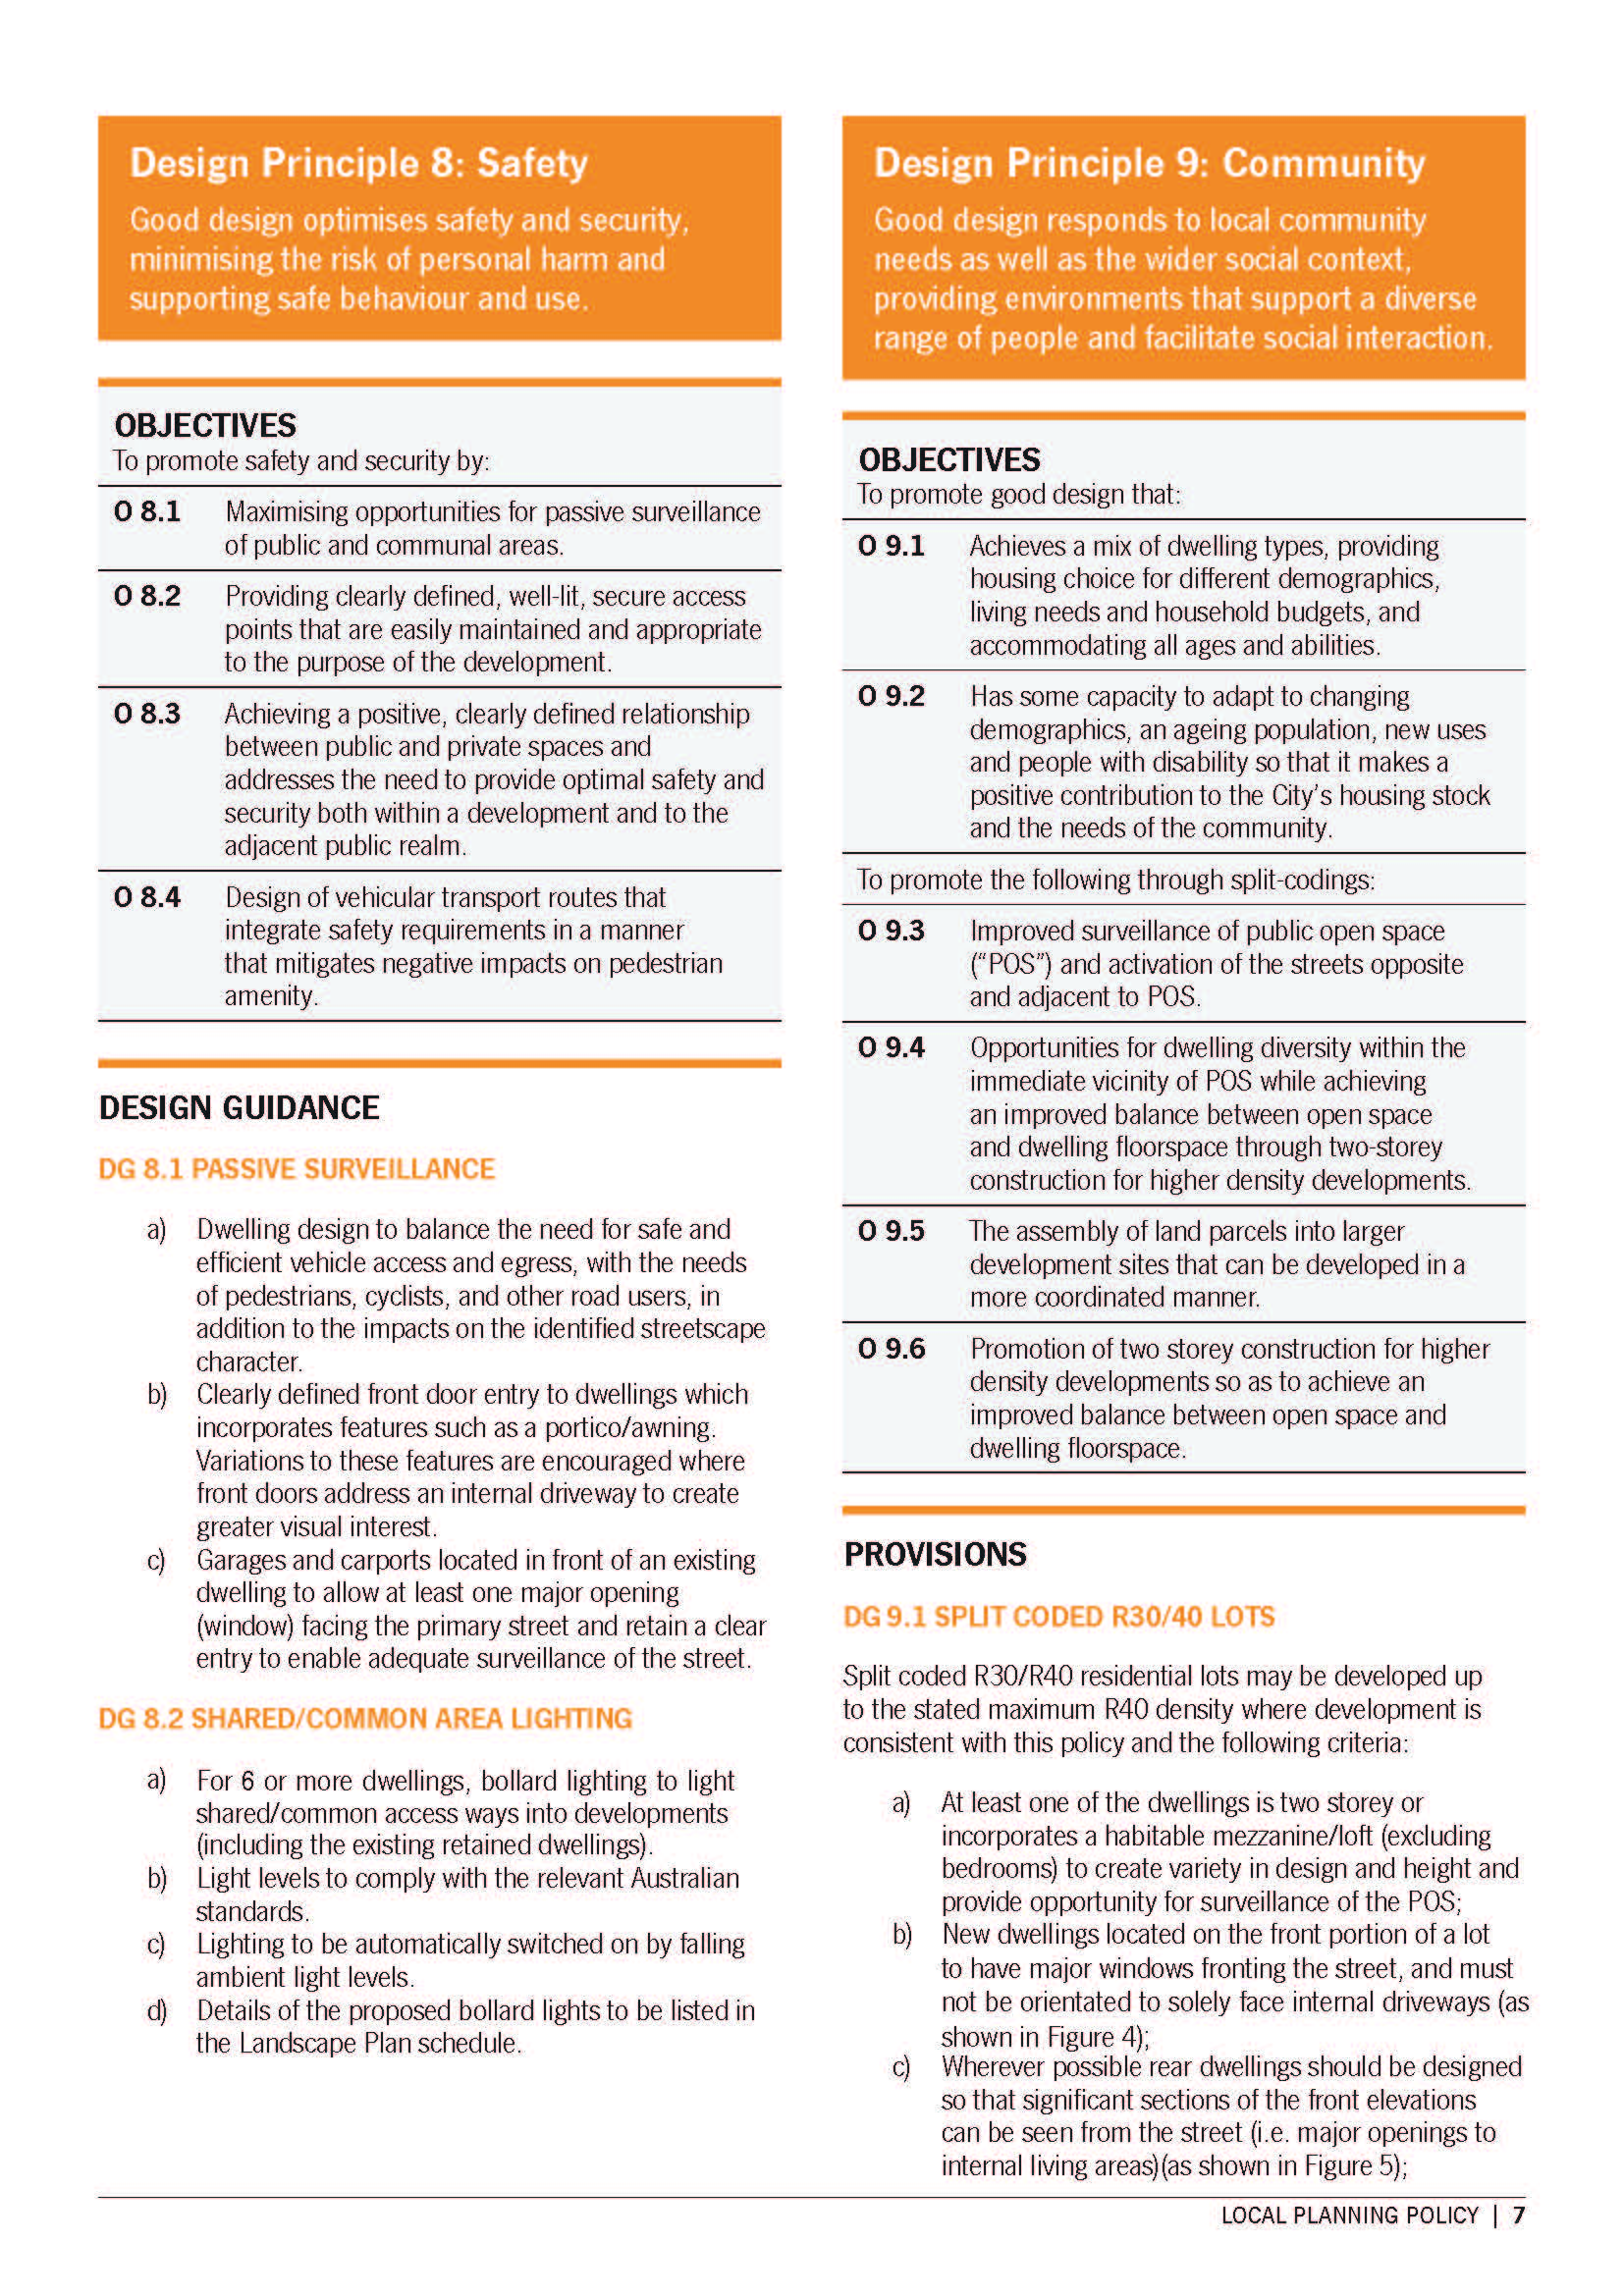 Design Principle 8: Safety
Good design optimises safety and security,
minimising the risk of personal harm and
supporting safe behaviour and use.
OBJECTIVES
To promote safety and security by:
O 8.1 Maximising opportunities for passive surveillance
of public and communal areas.
O 8.2 Providing clearly defined, well-lit, secure access
points that are easily maintained and appropriate
to the purpose of the development.
O 8.3 Achieving a positive, clearly defined relationship
between public and private spaces and
addresses the need to provide optimal safety and
security both within a development and to the
adjacent public realm.
O 8.4 Design of vehicular transport routes that
integrate safety requirements in a manner
that mitigates negative impacts on pedestrian
amenity.
DESIGN GUIDANCE
DG 8.1 PASSIVE SURVEILLANCE
a) Dwelling design to balance the need for safe and
efficient vehicle access and egress, with the needs
of pedestrians, cyclists, and other road users, in
addition to the impacts on the identified streetscape
character.
b) Clearly defined front door entry to dwellings which
incorporates features such as a portico/awning.
Variations to these features are encouraged where
front doors address an internal driveway to create
greater visual interest.
c) Garages and carports located in front of an existing
dwelling to allow at least one major opening
(window) facing the primary street and retain a clear
entry to enable adequate surveillance of the street.
DG 8.2 SHARED/COMMON AREA LIGHTING
a) For 6 or more dwellings, bollard lighting to light
shared/common access ways into developments
(including the existing retained dwellings).
b) Light levels to comply with the relevant Australian
standards.
c) Lighting to be automatically switched on by falling
ambient light levels.
d) Details of the proposed bollard lights to be listed in
the Landscape Plan schedule.
Design Principle 9: Community
Good design responds to local community
needs as well as the wider social context,
providing environments that support a diverse
range of people and facilitate social interaction.
OBJECTIVES
To promote good design that:
O 9.1 Achieves a mix of dwelling types, providing
housing choice for different demographics,
living needs and household budgets, and
accommodating all ages and abilities.
O 9.2 Has some capacity to adapt to changing
demographics, an ageing population, new uses
and people with disability so that it makes a
positive contribution to the City's housing stock
and the needs of the community.
To promote the following through split-codings:
O 9.3 Improved surveillance of public open space
("POS") and activation of the streets opposite
and adjacent to POS.
O 9.4 Opportunities for dwelling diversity within the
immediate vicinity of POS while achieving
an improved balance between open space
and dwelling floorspace through two-storey
construction for higher density developments.
O 9.5 The assembly of land parcels into larger
development sites that can be developed in a
more coordinated manner.
O 9.6 Promotion of two storey construction for higher
density developments so as to achieve an
improved balance between open space and
dwelling floorspace.
PROVISIONS
DG 9.1 SPLIT CODED R30/40 LOTS
Split coded R30/R40 residential lots may be developed up
to the stated maximum R40 density where development is
consistent with this policy and the following criteria:
a) At least one of the dwellings is two storey or
incorporates a habitable mezzanine/loft (excluding
bedrooms) to create variety in design and height and
provide opportunity for surveillance of the POS;
b) New dwellings located on the front portion of a lot
to have major windows fronting the street, and must
not be orientated to solely face internal driveways (as
shown in Figure 4);
c) Wherever possible rear dwellings should be designed
so that significant sections of the front elevations
can be seen from the street (i.e. major openings to
internal living areas)(as shown in Figure 5);
LOCAL PLANNING POLICY | 7